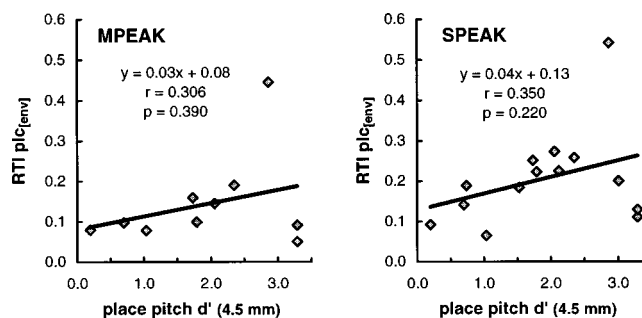 MPEAK
y = 0.03x + 0.08
r = 0.306
p = 0.390
RTI plc[env]
0.6
0.5
0.4
0.3
0.2
0.1
0.0
0.0 1.0 2.0 3.0
place pitch d' (4.5 mm)
SPEAK
y = 0.04x + 0.13
r = 0.350
p = 0.220
RTI plc[env]
0.6
0.5
0.4
0.3
0.2
0.1
0.0
0.0 1.0 2.0 3.0
place pitch d' (4.5 mm)